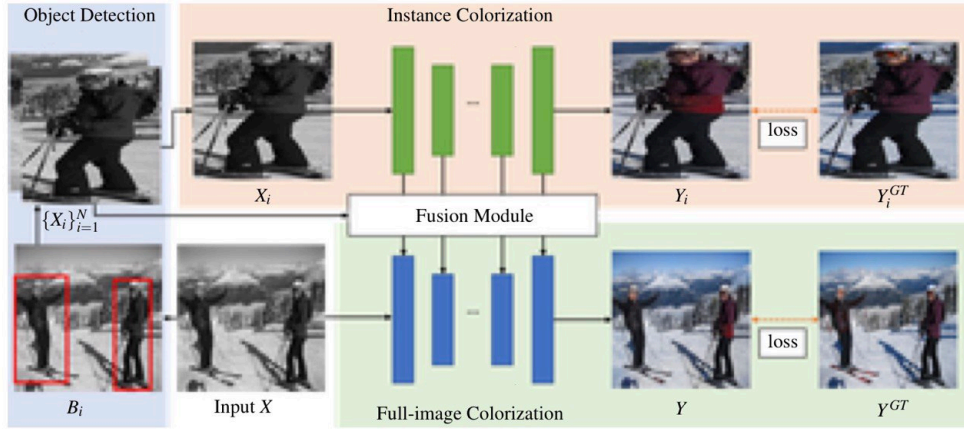 Object Detection
Instance Colorization
...
...
loss
$X_i$
$Y_i$
$Y_i^{GT}$
$\{X_i\}_{i=1}^N$
Fusion Module
...
...
loss
$B_i$
Input $X$
Full-image Colorization
$Y$
$Y^{GT}$